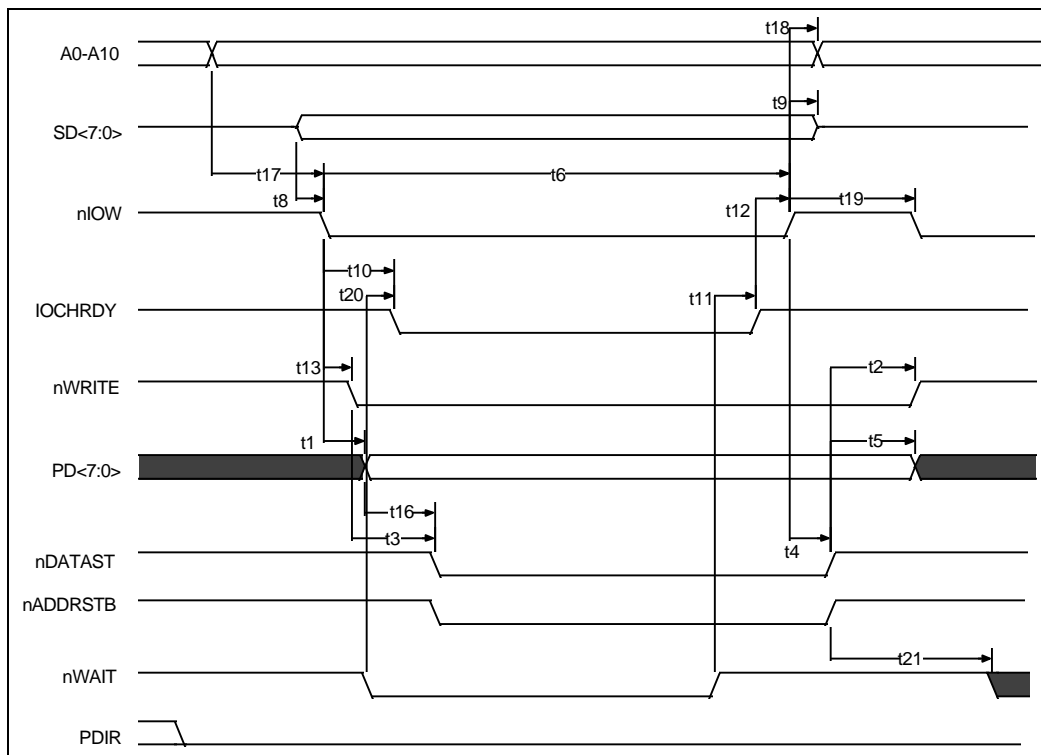 t18
A0-A10
t9
SD<7:0>
t17
t6
t8
t12
t19
nIOW
t10
t20
t11
IOCHRDY
t13
t2
nWRITE
t1
t5
PD<7:0>
t16
t3
t4
nDATAST
nADDRSTB
t21
nWAIT
PDIR